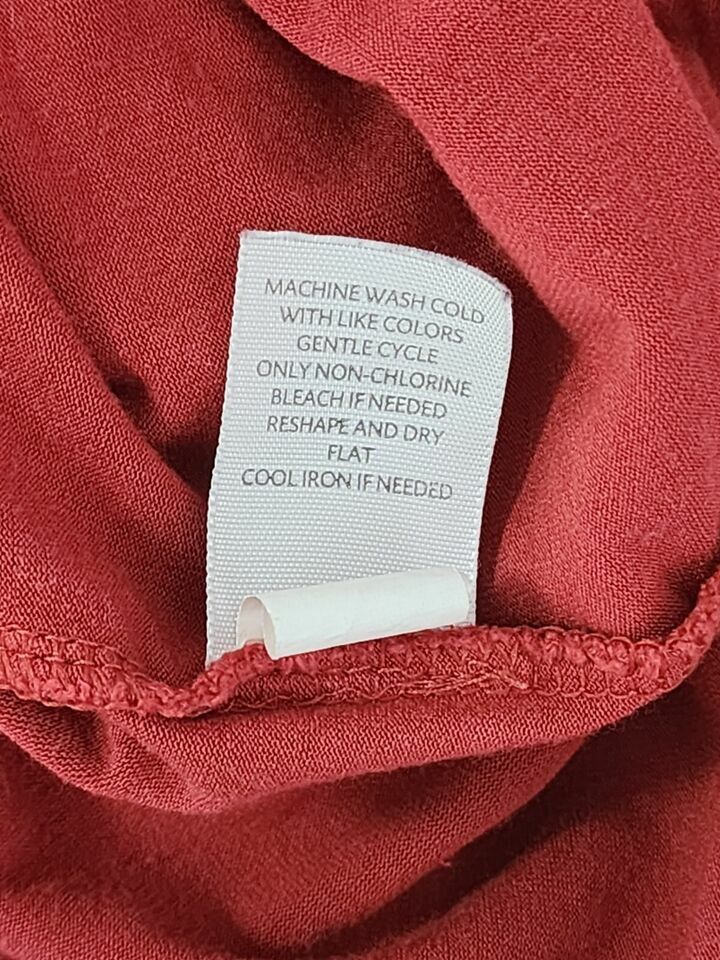 MACHINE WASH COLD
WITH LIKE COLORS
GENTLE CYCLE
ONLY NON-CHLORINE
BLEACH IF NEEDED
RESHAPE AND DRY
FLAT
COOL IRON IF NEEDED